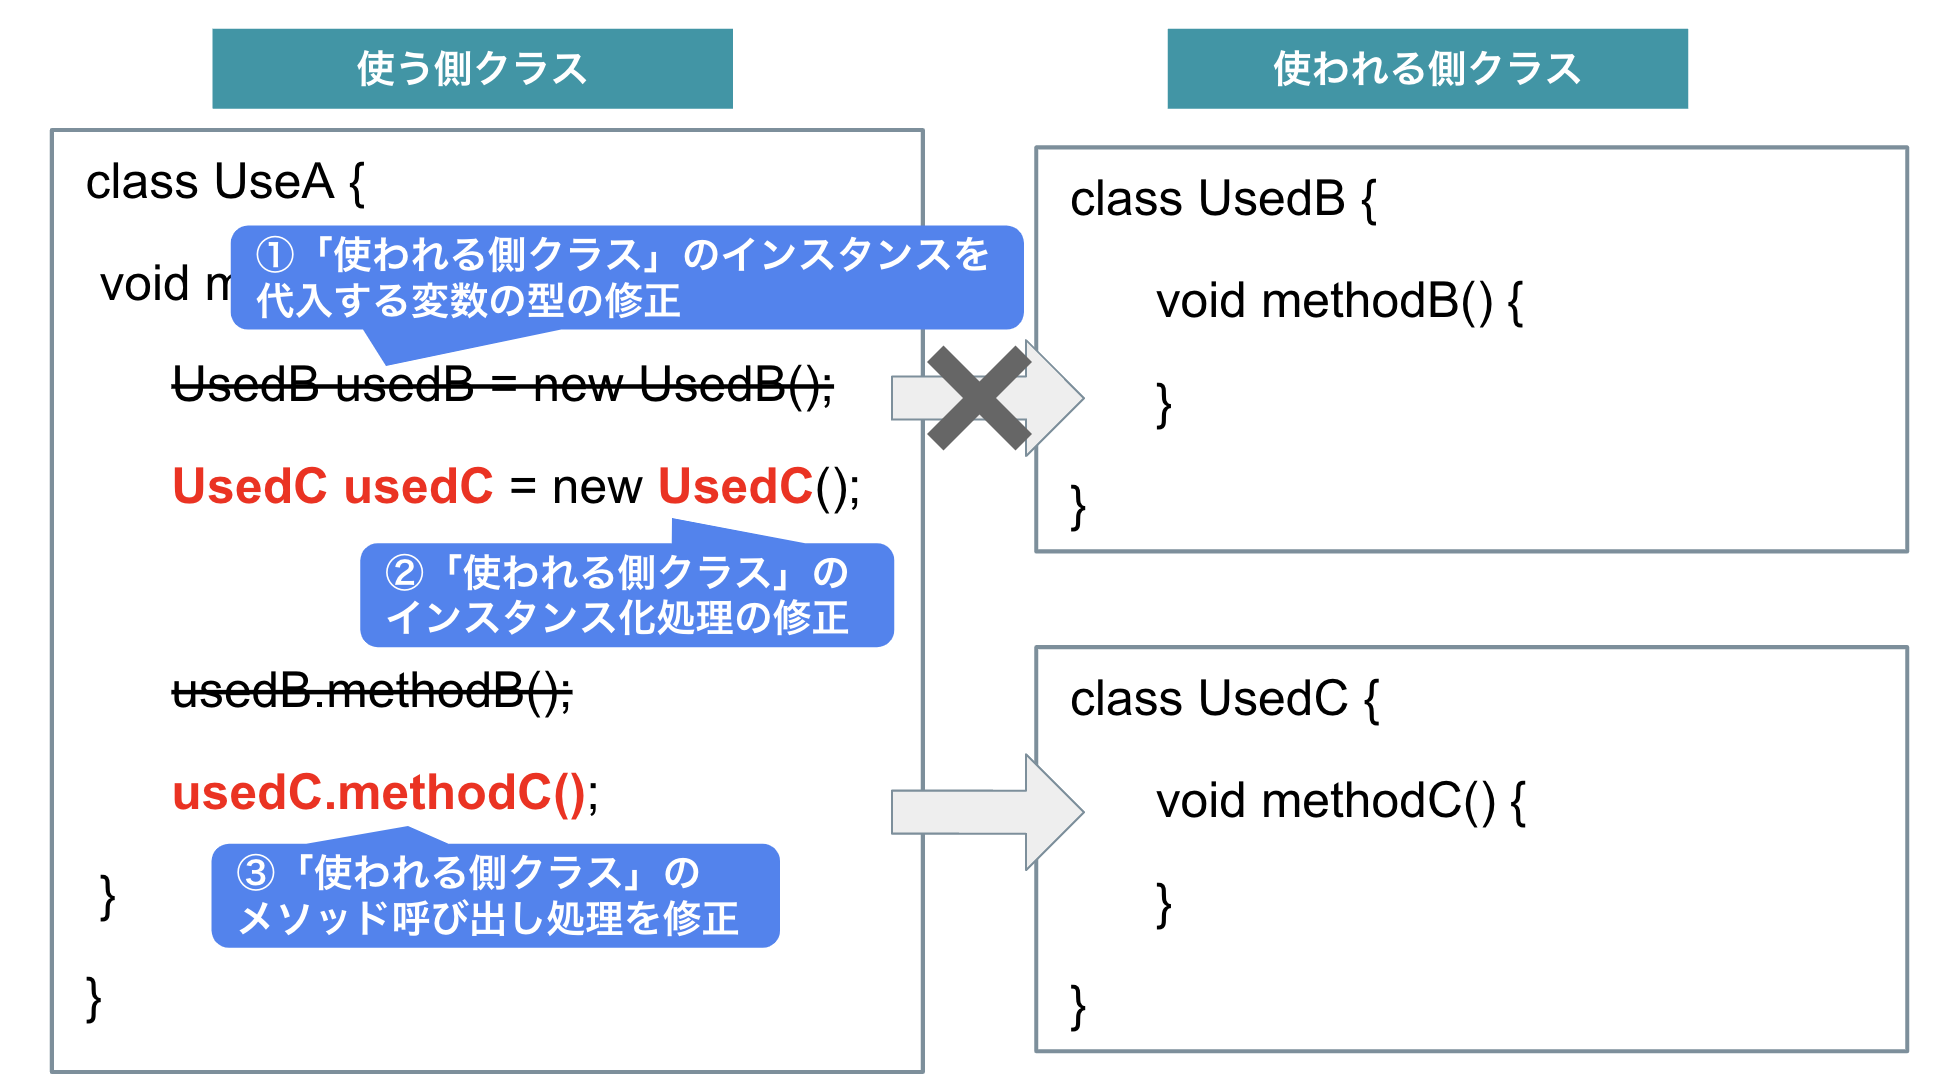 使う側クラス
使われる側クラス
class UseA {
①「使われる側クラス」のインスタンスを
代入する変数の型の修正
void m
UsedB usedB = new UsedB();
UsedC usedC = new UsedC();
②「使われる側クラス」の
インスタンス化処理の修正
usedB.methodB();
usedC.methodC();
③「使われる側クラス」の
メソッド呼び出し処理を修正
}
}
class UsedB {
void methodB() {
}
}
class UsedC {
void methodC() {
}
}